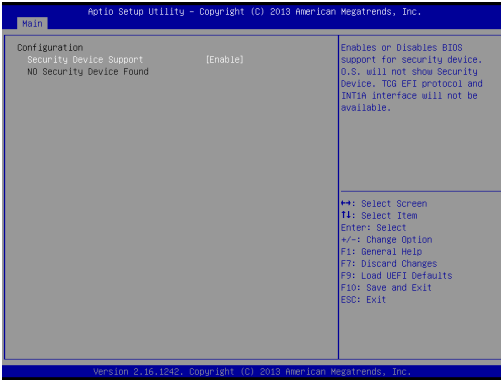 Aptio Setup Utility – Copyright (C) 2013 American Megatrends, Inc.
Main
Configuration
Security Device Support [Enable]
NO Security Device Found
Enables or Disables BIOS
support for security device.
O.S. will not show Security
Device. TCG EFI protocol and
INT1A interface will not be
available.
↔: Select Screen
↑↓: Select Item
Enter: Select
+/-: Change Option
F1: General Help
F7: Discard Changes
F9: Load UEFI Defaults
F10: Save and Exit
ESC: Exit
Version 2.16.1242. Copyright (C) 2013 American Megatrends, Inc.